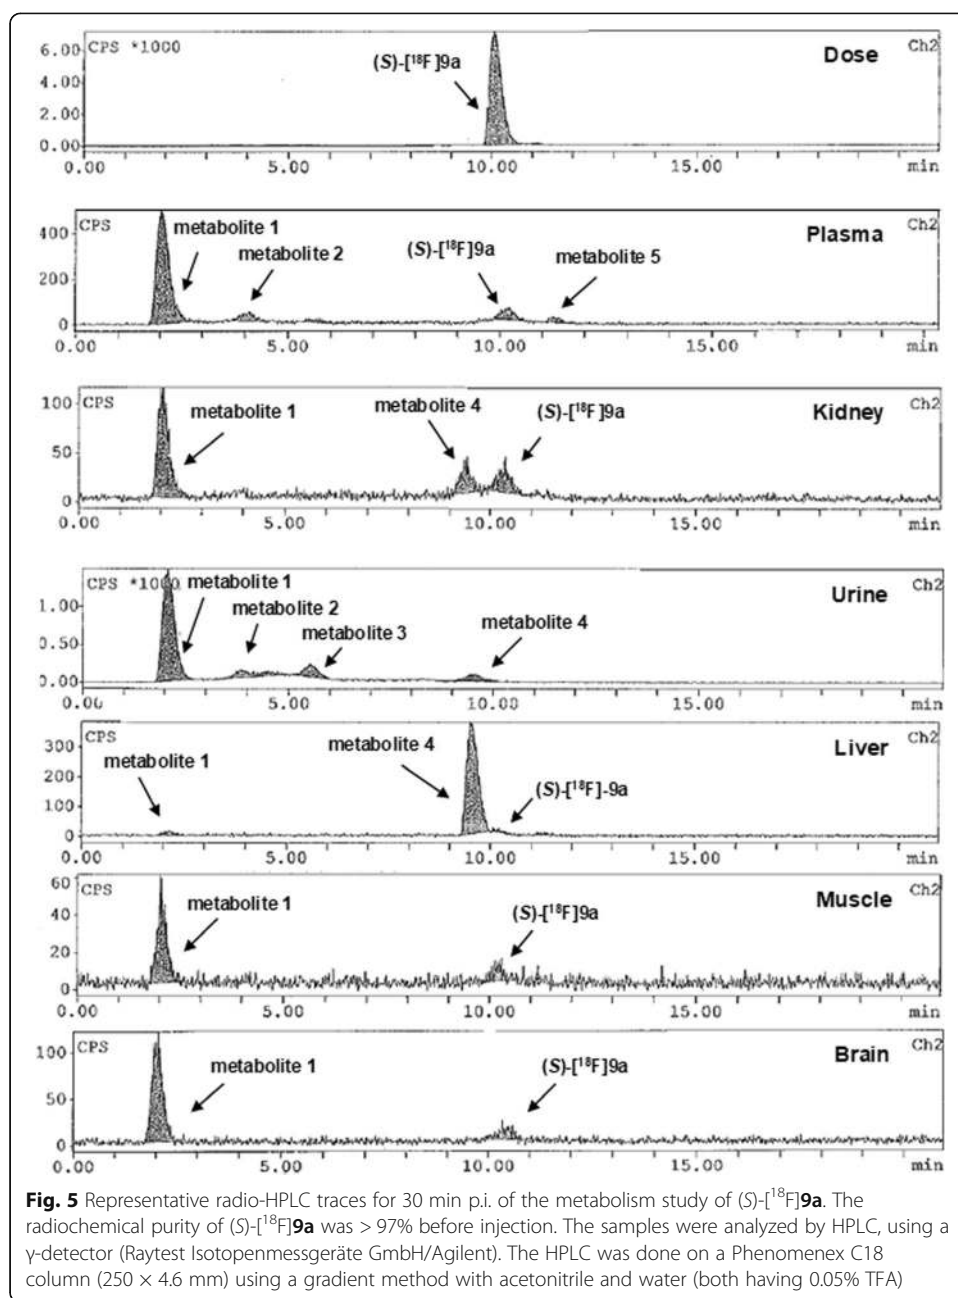 CPS *1000
Dose
Ch2
(S)-[¹⁸F]9a
6.00
4.00
2.00
0.00
0.00 5.00 10.00 15.00
min
CPS
Plasma
Ch2
metabolite 1
metabolite 2
(S)-[¹⁸F]9a
metabolite 5
400
200
0
0.00 5.00 10.00 15.00 min
CPS
Kidney
Ch2
metabolite 1
metabolite 4
(S)-[¹⁸F]9a
100
50
0
0.00 5.00 10.00 15.00 min
CPS *1000
Urine
Ch2
metabolite 1
metabolite 2
metabolite 3
metabolite 4
1.00
0.50
0.00
0.00 5.00 10.00 15.00 min
CPS
Liver
Ch2
metabolite 1
metabolite 4
(S)-[¹⁸F]-9a
300
200
100
0
0.00 5.00 10.00 15.00 min
CPS
Muscle
Ch2
metabolite 1
(S)-[¹⁸F]9a
60
40
20
0
0.00 5.00 10.00 15.00 min
CPS
Brain
Ch2
metabolite 1
(S)-[¹⁸F]9a
100
50
0
0.00 5.00 10.00 15.00 min
Fig. 5 Representative radio-HPLC traces for 30 min p.i. of the metabolism study of (S)-[¹⁸F]9a. The
radiochemical purity of (S)-[¹⁸F]9a was > 97% before injection. The samples were analyzed by HPLC, using a
γ-detector (Raytest Isotopenmessgeräte GmbH/Agilent). The HPLC was done on a Phenomenex C18
column (250 × 4.6 mm) using a gradient method with acetonitrile and water (both having 0.05% TFA)